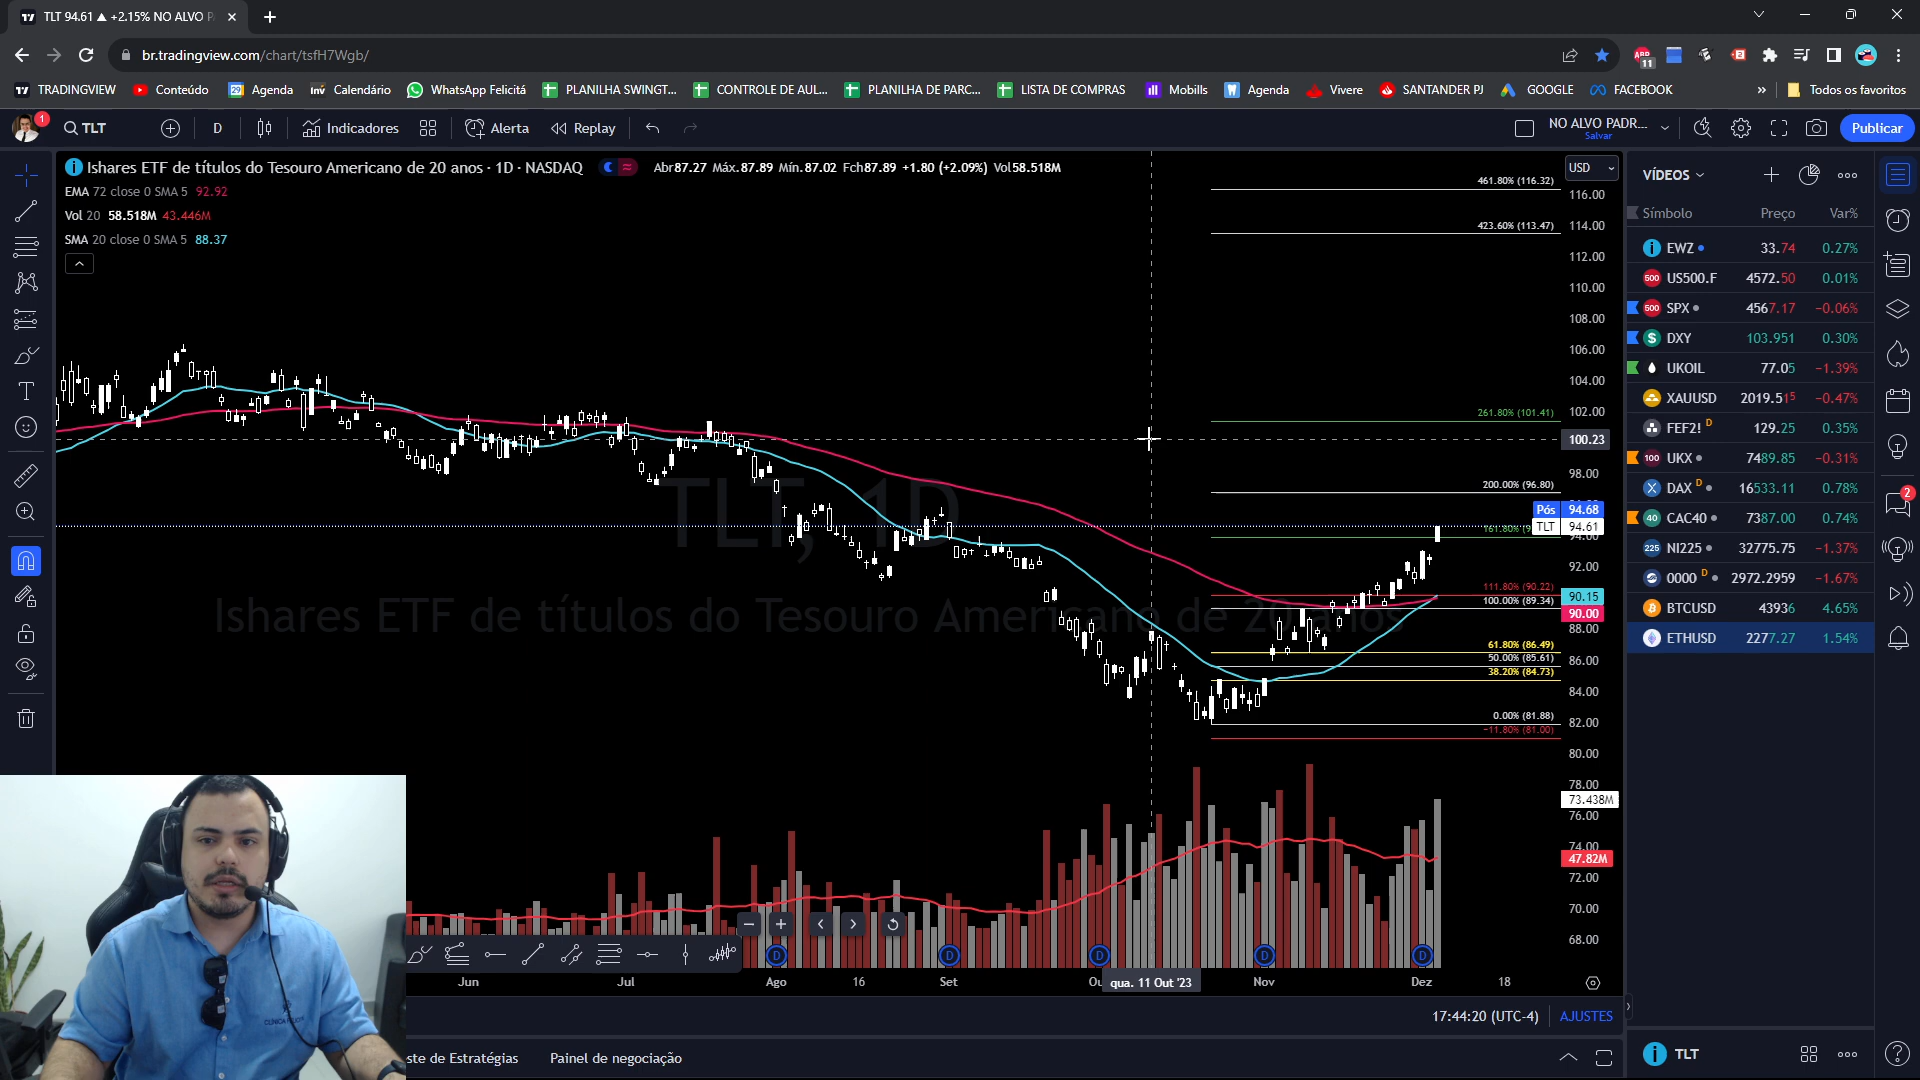 TLT 94.61 ▲ +2.15% NO ALVO P
br.tradingview.com/chart/tsfH7Wgb/
11
TRADINGVIEW Conteúdo Agenda Calendário WhatsApp Felicitá PLANILHA SWINGT... CONTROLE DE AUL... PLANILHA DE PARC... LISTA DE COMPRAS Mobills Agenda Vivere SANTANDER PJ GOOGLE FACEBOOK » Todos os favoritos
1 TLT D Indicadores Alerta Replay NO ALVO PADR... Salvar Publicar
Ishares ETF de títulos do Tesouro Americano de 20 anos · 1D · NASDAQ Abr87.27 Máx.87.89 Mín.87.02 Fch87.89 +1.80 (+2.09%) Vol58.518M
EMA 72 close 0 SMA 5 92.92
Vol 20 58.518M 43.446M
SMA 20 close 0 SMA 5 88.37
TLT, 1D
Ishares ETF de títulos do Tesouro Americano de 20 anos
461.80% (116.32)
423.60% (113.47)
261.80% (101.41)
200.00% (96.80)
111.80% (90.22)
100.00% (89.34)
61.80% (86.49)
50.00% (85.61)
38.20% (84.73)
0.00% (81.88)
−11.80% (81.00)
USD
116.00
114.00
112.00
110.00
108.00
106.00
104.00
102.00
100.23
98.00
Pós 94.68
TLT 94.61
94.00
92.00
90.15
90.00
88.00
86.00
84.00
82.00
80.00
78.00
73.438M
76.00
74.00
47.82M
72.00
70.00
68.00
D D D D D
Jun Jul Ago 16 Set qua. 11 Out '23 Nov Dez 18
17:44:20 (UTC-4) AJUSTES
ste de Estratégias Painel de negociação
VÍDEOS
Símbolo Preço Var%
EWZ 33.74 0.27%
500 US500.F 4572.50 0.01%
500 SPX 4567.17 −0.06%
DXY 103.951 0.30%
UKOIL 77.05 −1.39%
XAUUSD 2019.51⁵ −0.47%
FEF2! D 129.25 0.35%
100 UKX 7489.85 −0.31%
DAX D 16533.11 0.78%
40 CAC40 7387.00 0.74%
225 NI225 32775.75 −1.37%
0000 D 2972.2959 −1.67%
BTCUSD 43936 4.65%
ETHUSD 2277.27 1.54%
2
TLT